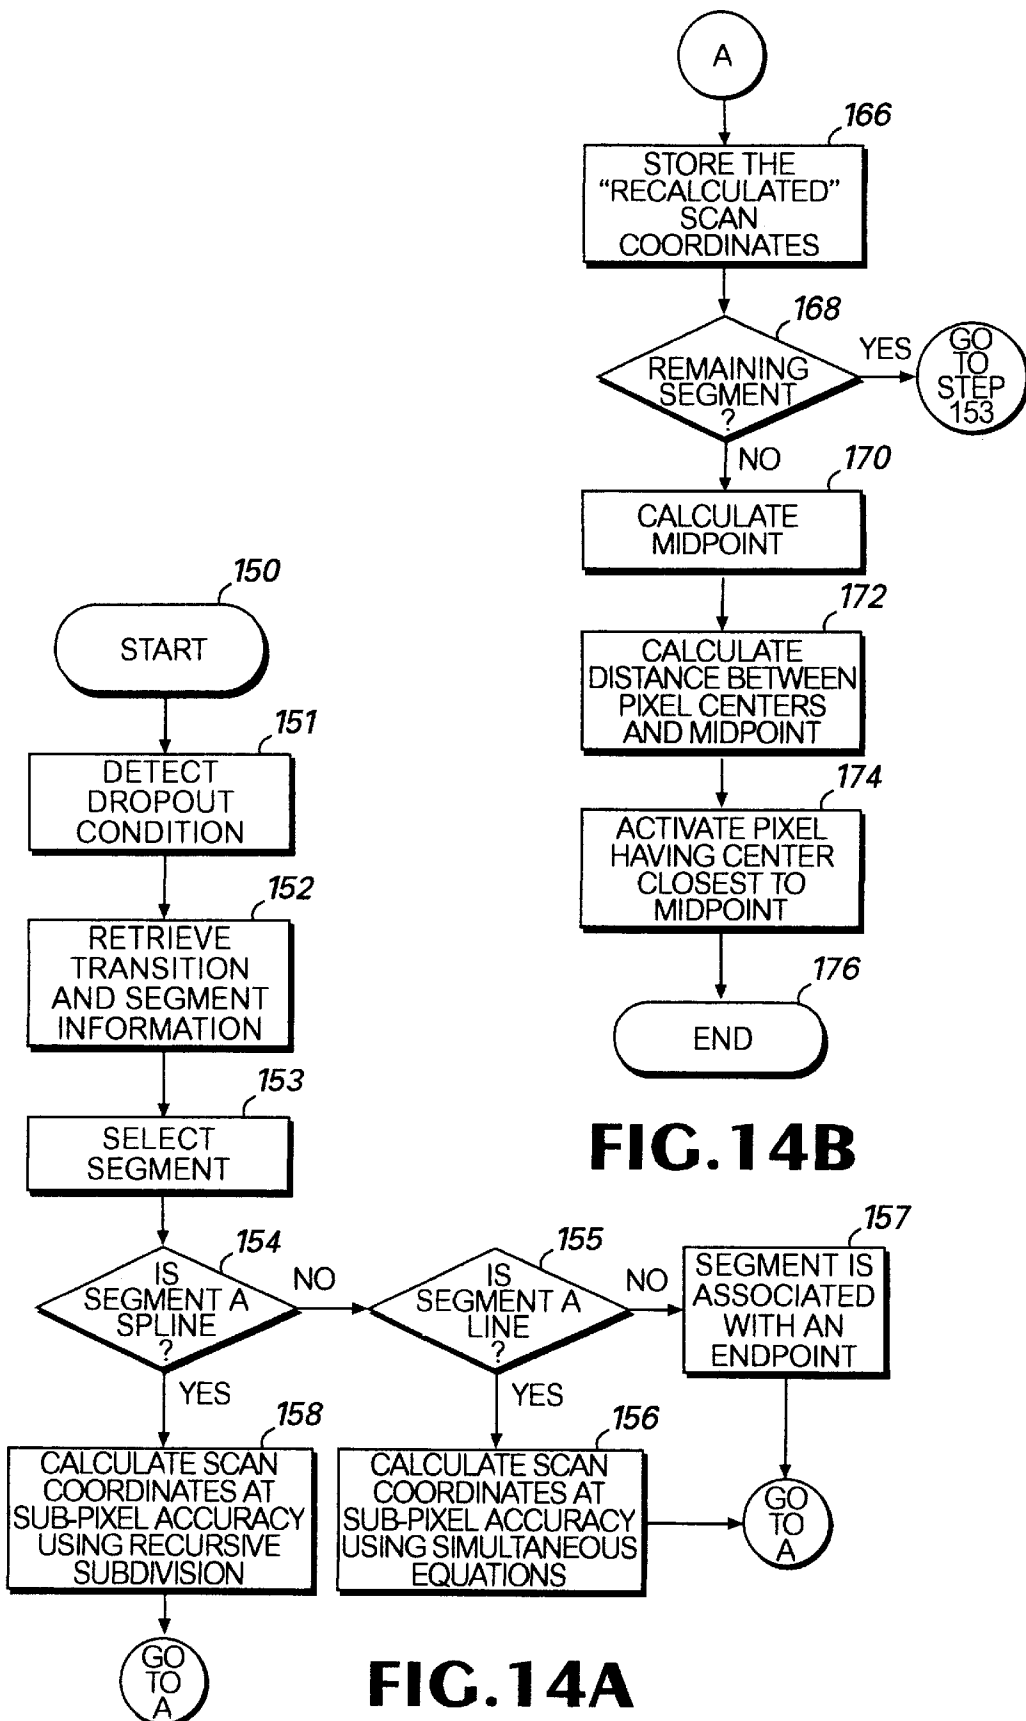 150
START
151
DETECT
DROPOUT
CONDITION
152
RETRIEVE
TRANSITION
AND SEGMENT
INFORMATION
153
SELECT
SEGMENT
154
IS
SEGMENT A
SPLINE
?
NO
YES
155
IS
SEGMENT A
LINE
?
NO
YES
157
SEGMENT IS
ASSOCIATED
WITH AN
ENDPOINT
158
CALCULATE SCAN
COORDINATES AT
SUB-PIXEL ACCURACY
USING RECURSIVE
SUBDIVISION
156
CALCULATE SCAN
COORDINATES AT
SUB-PIXEL ACCURACY
USING SIMULTANEOUS
EQUATIONS
GO
TO
A
GO
TO
A
FIG.14A
A
166
STORE THE
“RECALCULATED”
SCAN
COORDINATES
168
REMAINING
SEGMENT
?
YES
GO
TO
STEP
153
NO
170
CALCULATE
MIDPOINT
172
CALCULATE
DISTANCE BETWEEN
PIXEL CENTERS
AND MIDPOINT
174
ACTIVATE PIXEL
HAVING CENTER
CLOSEST TO
MIDPOINT
176
END
FIG.14B